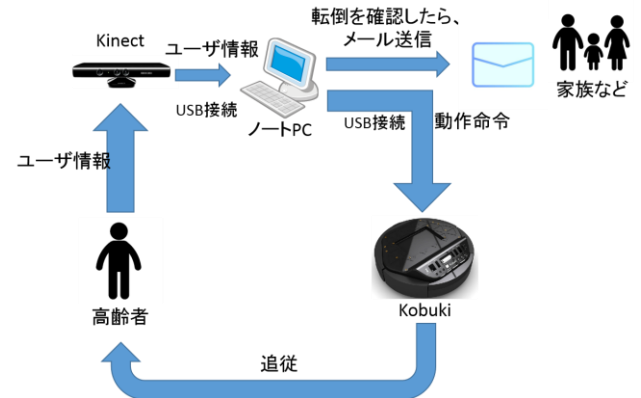 Kinect
ユーザ情報
USB接続
ノートPC
転倒を確認したら、
メール送信
家族など
USB接続
動作命令
ユーザ情報
高齢者
Kobuki
追従